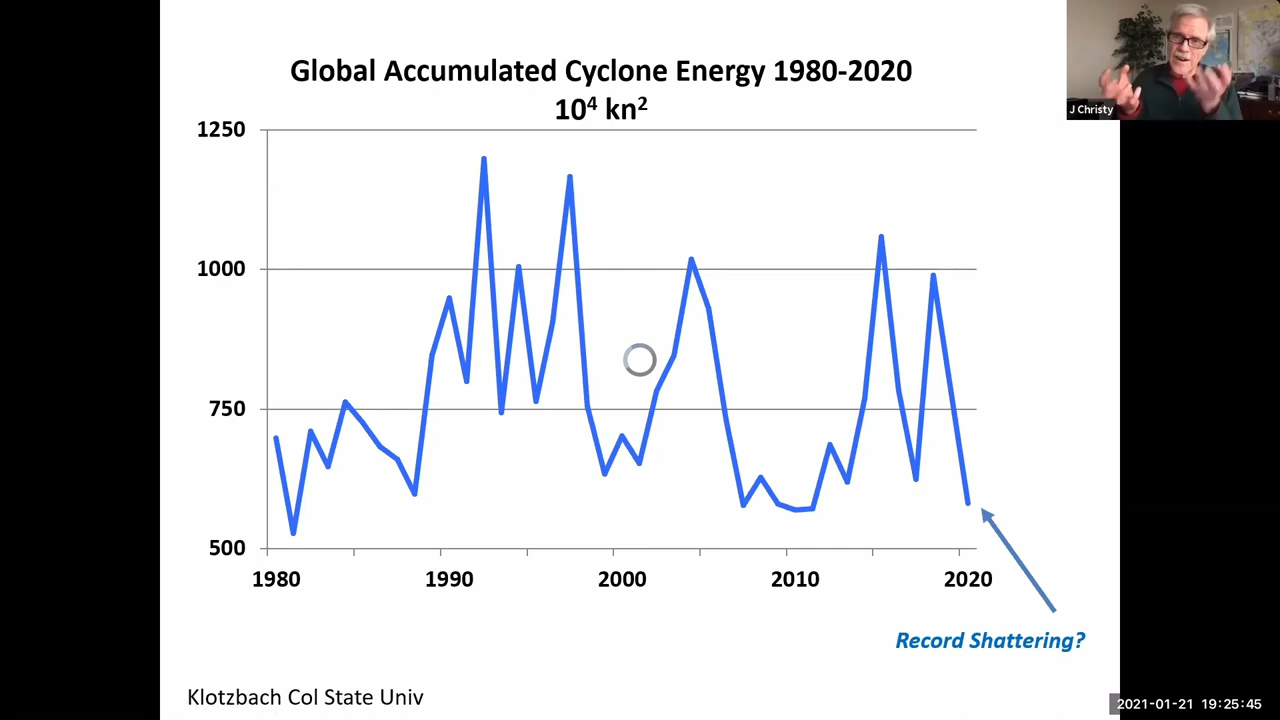 Global Accumulated Cyclone Energy 1980-2020
10⁴ kn²
J Christy
1250
1000
750
500
1980 1990 2000 2010 2020
Record Shattering?
Klotzbach Col State Univ
2021-01-21 19:25:45